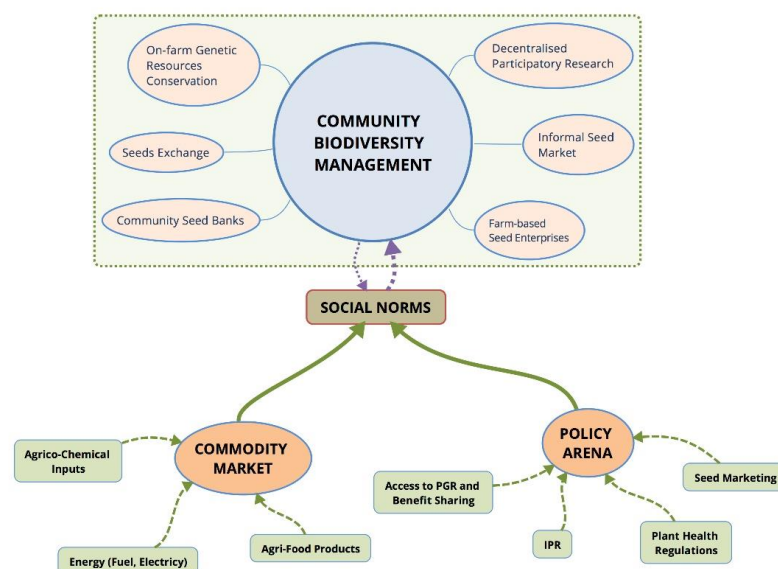 On-farm Genetic
Resources
Conservation
Decentralised
Participatory Research
COMMUNITY
BIODIVERSITY
MANAGEMENT
Seeds Exchange
Informal Seed
Market
Community Seed Banks
Farm-based
Seed Enterprises
SOCIAL NORMS
COMMODITY
MARKET
POLICY
ARENA
Agrico-Chemical
Inputs
Energy (Fuel, Electricy)
Agri-Food Products
Access to PGR and
Benefit Sharing
IPR
Plant Health
Regulations
Seed Marketing